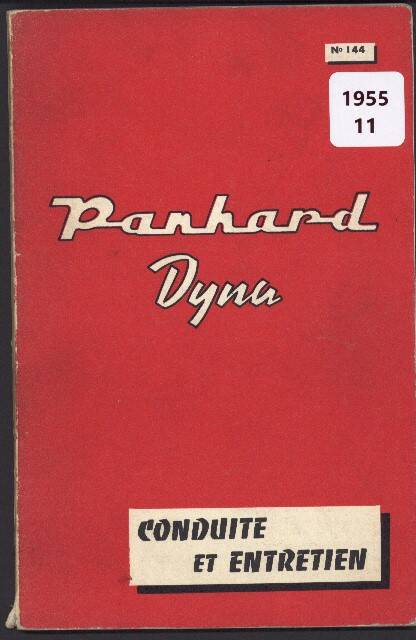 No 144
1955
11
Panhard
Dyna
CONDUITE
ET ENTRETIEN